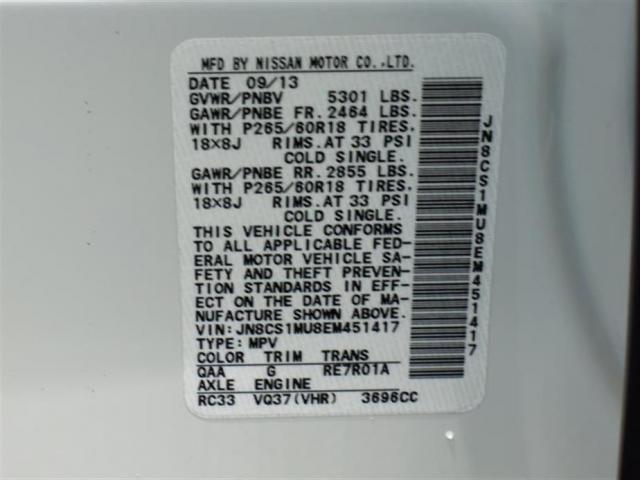 MFD BY NISSAN MOTOR CO.,LTD.
DATE 09/13
GVWR/PNBV 5301 LBS.
GAWR/PNBE FR. 2464 LBS.
WITH P265/60R18 TIRES.
18×8J RIMS.AT 33 PSI
COLD SINGLE.
GAWR/PNBE RR. 2855 LBS.
WITH P265/60R18 TIRES.
18×8J RIMS.AT 33 PSI
COLD SINGLE.
THIS VEHICLE CONFORMS
TO ALL APPLICABLE FED-
ERAL MOTOR VEHICLE SA-
FETY AND THEFT PREVEN-
TION STANDARDS IN EFF-
ECT ON THE DATE OF MA-
NUFACTURE SHOWN ABOVE.
VIN: JN8CS1MU8EM451417
TYPE: MPV
COLOR TRIM TRANS
QAA G RE7R01A
AXLE ENGINE
RC33 VQ37(VHR) 3696CC
JN8CS1MU8EM451417